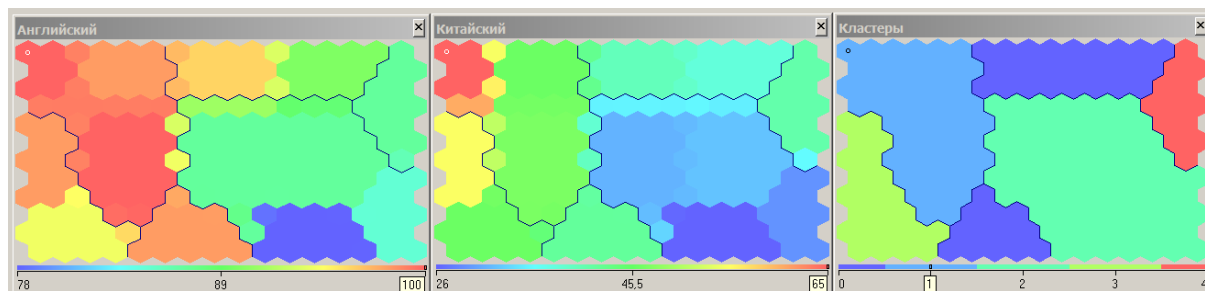 Английский
Китайский
Кластеры
78 89 100
26 45,5 65
0 1 2 3 4